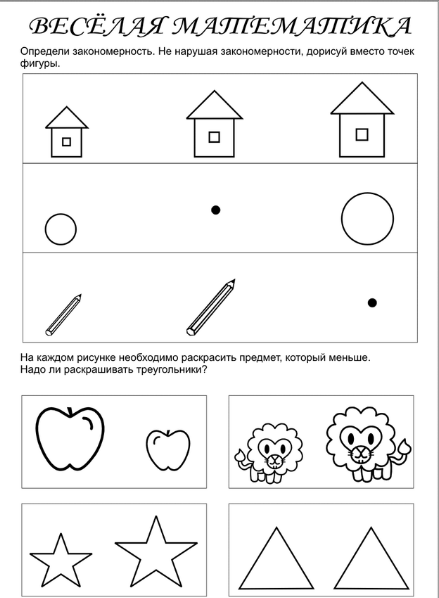 ВЕСЁЛАЯ МАТЕМАТИКА
Определи закономерность. Не нарушая закономерности, дорисуй вместо точек
фигуры.
На каждом рисунке необходимо раскрасить предмет, который меньше.
Надо ли раскрашивать треугольники?